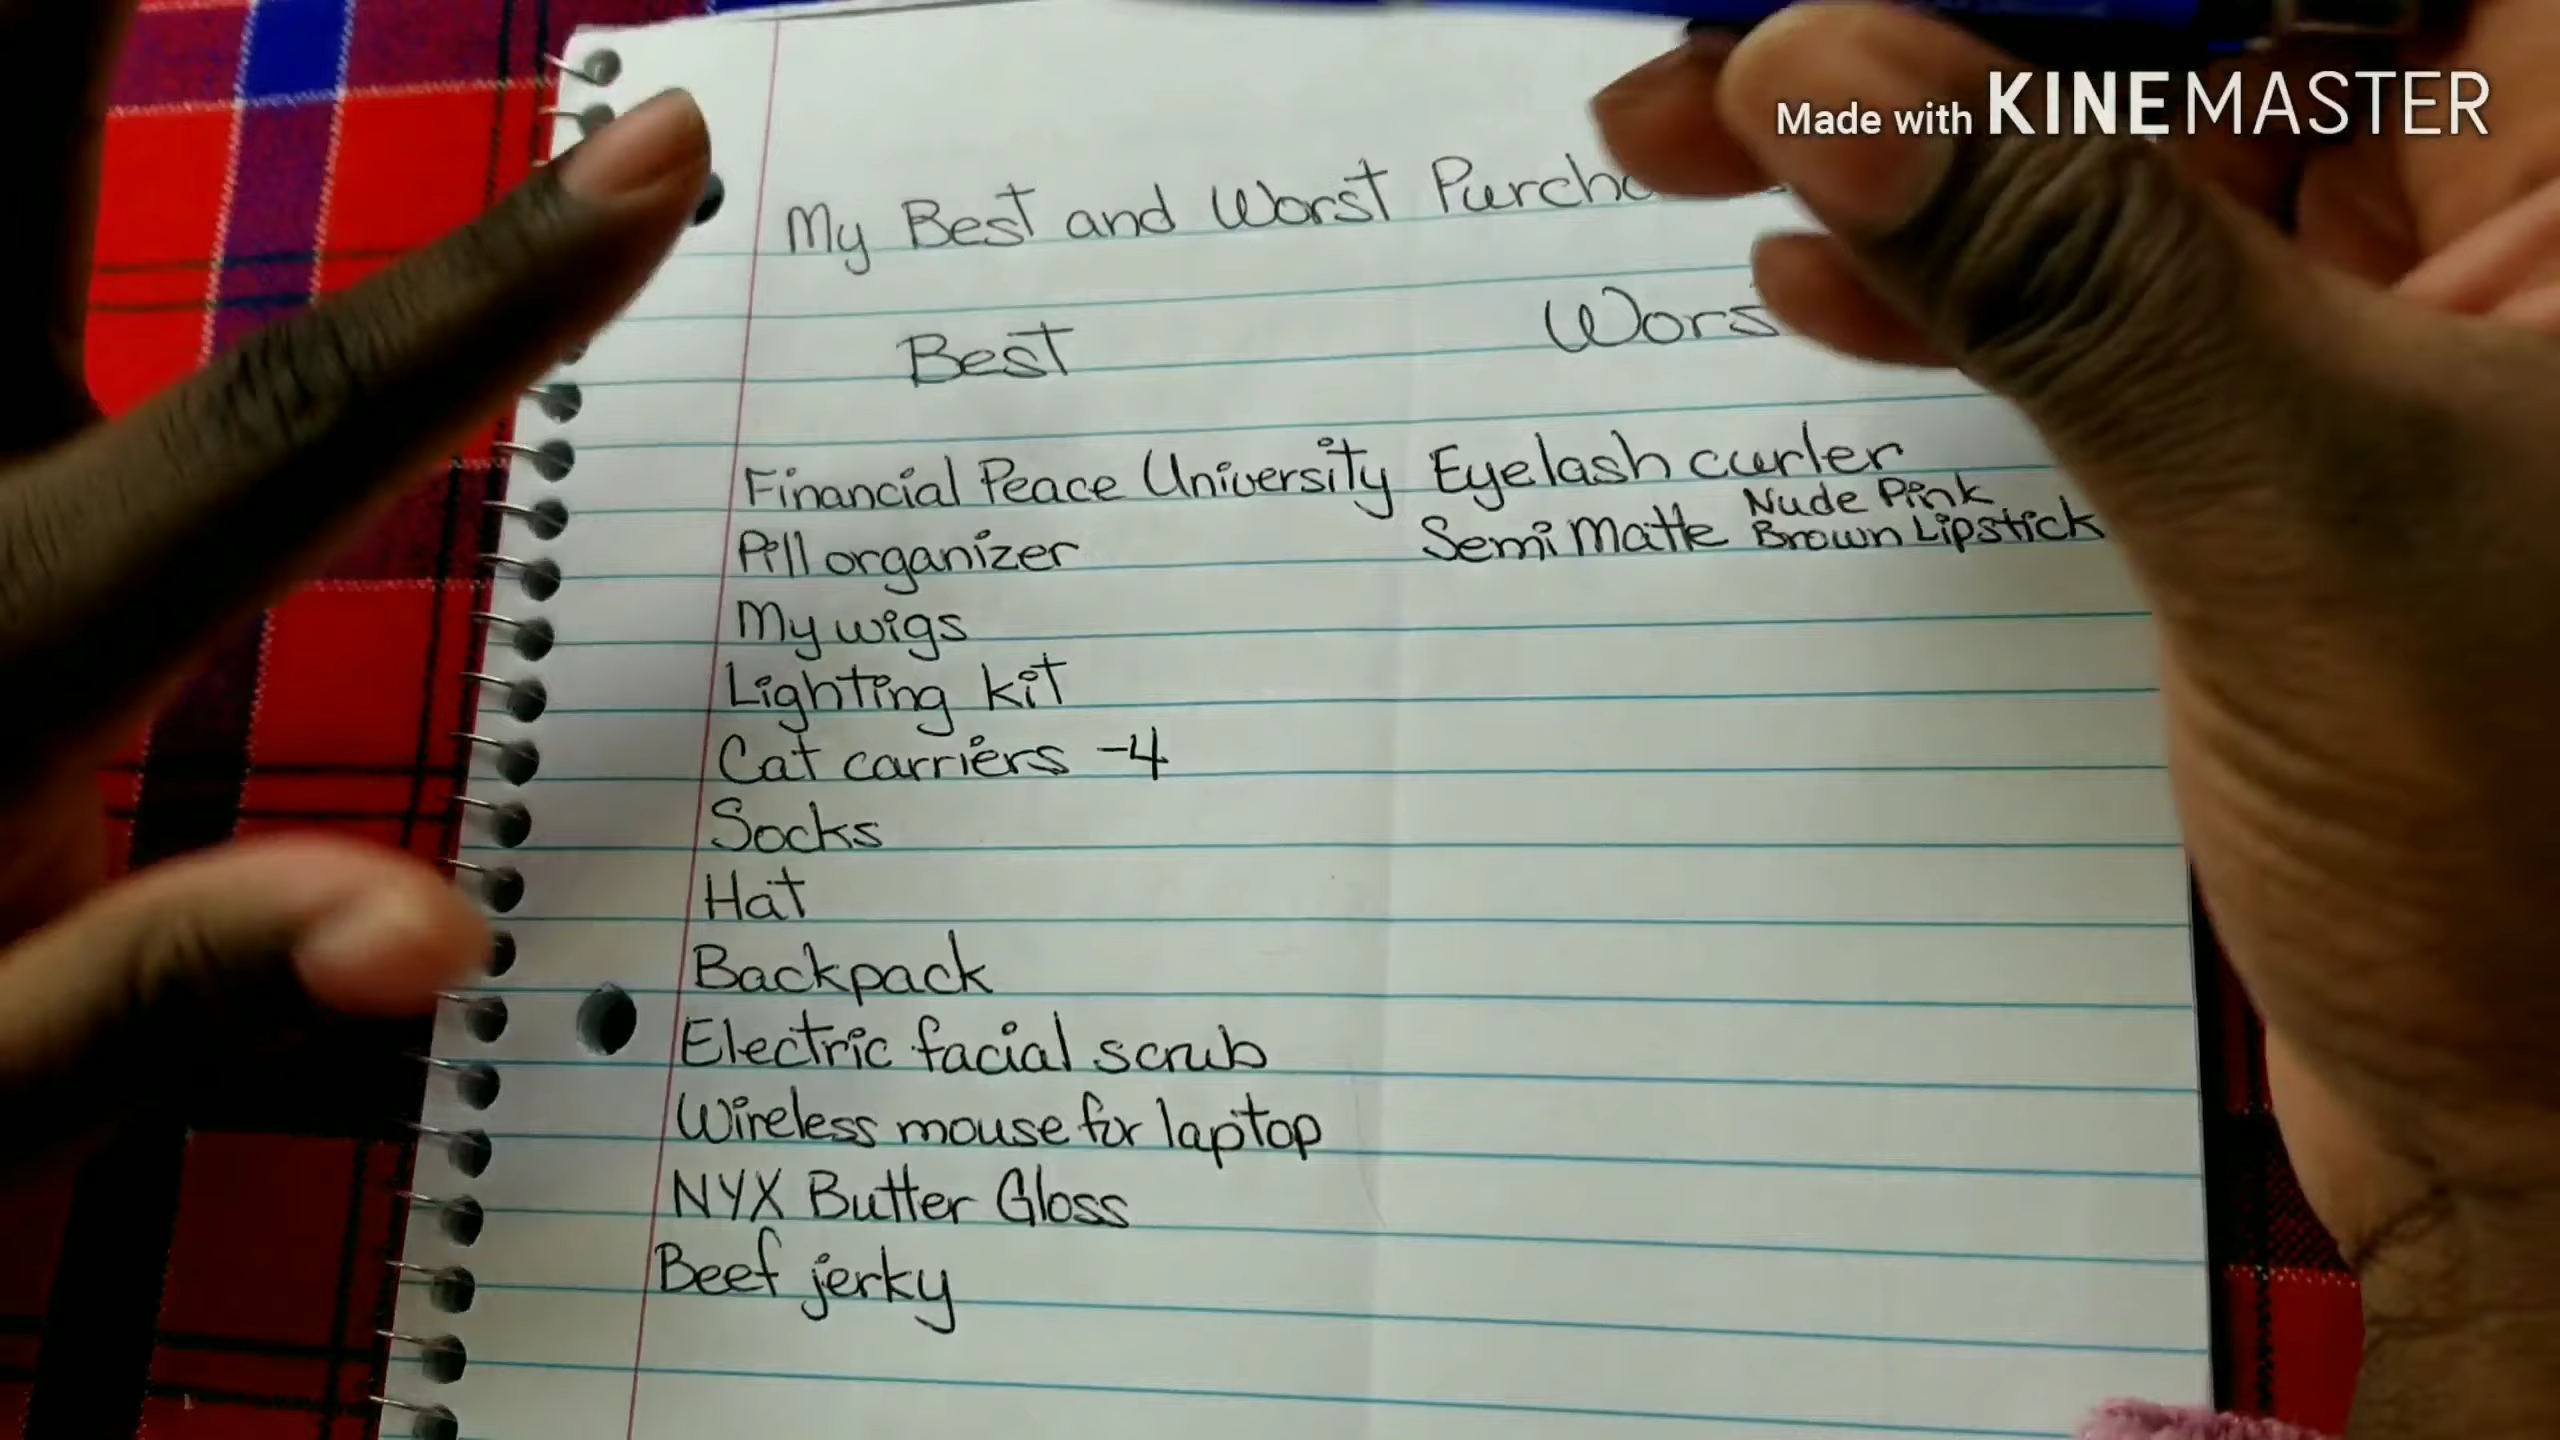 Made with KINEMASTER
My Best and Worst
Best
Financial Peace University Eyelash curler
Pill organizer Semi Matte Nude Pink Brown Lipstick
My wigs
Lighting kit
Cat carriers -4
Socks
Hat
Backpack
Electric facial scrub
Wireless mouse for laptop
NYX Butter Gloss
Beef jerky